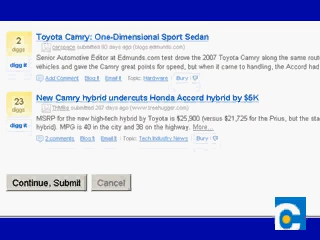 2
diggs
digg it
Toyota Camry: One-Dimensional Sport Sedan
submitted 80 days ago (blogs.edmunds.com)
Senior Automotive Editor at Edmunds.com test drove the 2007 Toyota Camry along the same route
vehicles and gave the Camry great points for speed, but when it came to handling, the Accord had
Add Comment Blog It Email It Topic: Hardware Bury
23
diggs
digg it
New Camry hybrid undercuts Honda Accord hybrid by $6K
submitted 292 days ago (www.treehugger.com)
MSRP for the new high-tech hybrid by Toyota is $25,900 (versus $21,725 for the Prius, but the sta
hybrid). MPG is 40 in the city and 38 on the highway. More...
2 comments Blog It Email It Topic: Tech Industry News Bury
Continue, Submit
Cancel